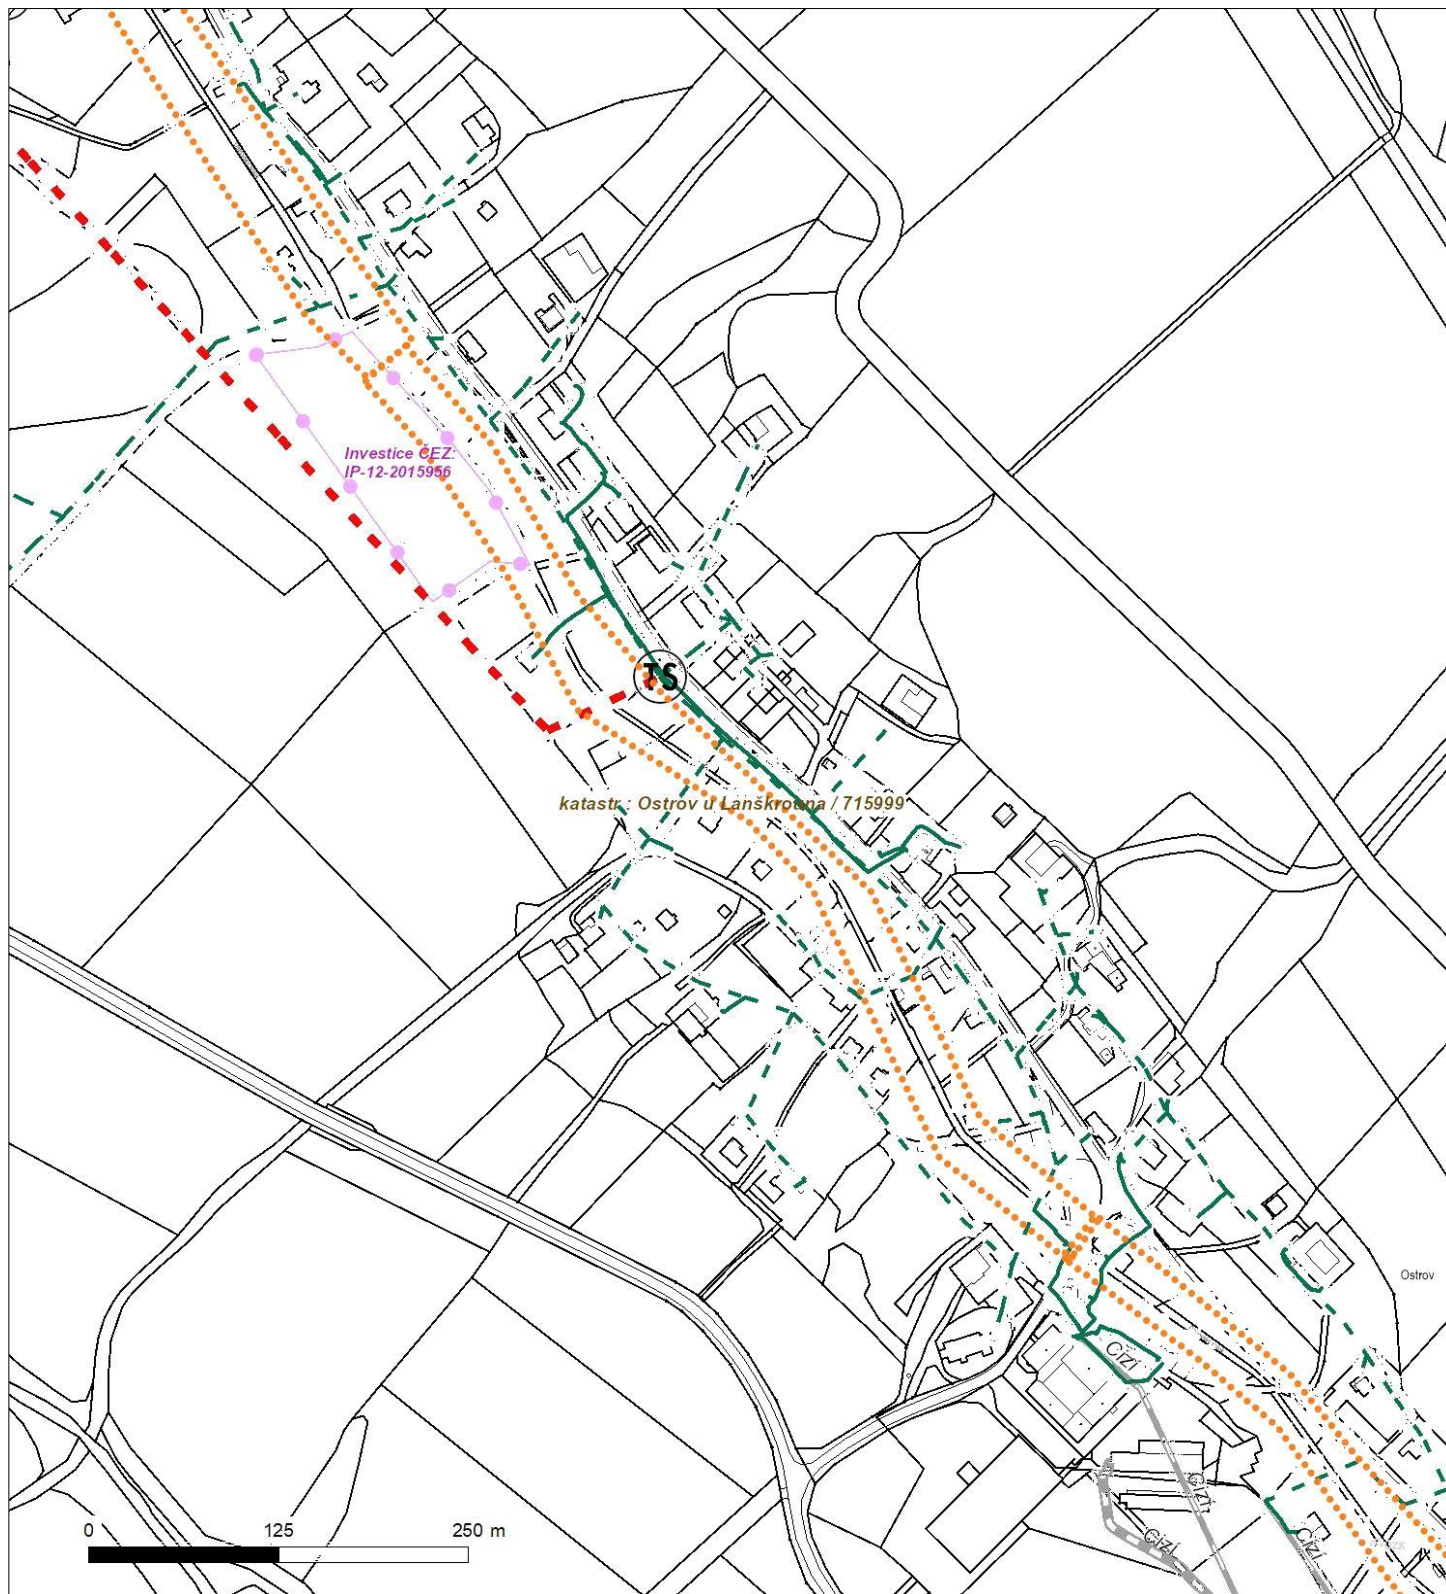 Investice ČEZ:
IP-12-2015956
TS
katastr : Ostrov u Lanškrouna / 715999
Ostrov
Cizí
Cizí
Cizí
Cizí
0 125 250 m